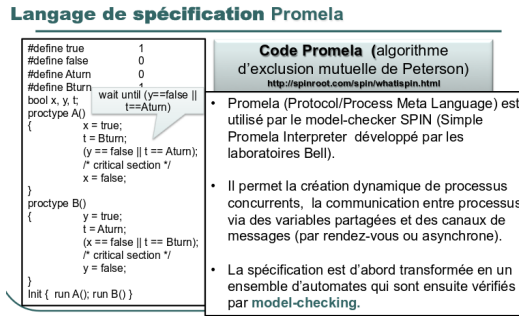 Langage de spécification Promela
#define true 1
#define false 0
#define Aturn 0
#define Bturn 1
bool x, y, t;
proctype A()
{ x = true;
t = Bturn;
(y == false || t == Aturn);
/* critical section */
x = false;
}
proctype B()
{ y = true;
t = Aturn;
(x == false || t == Bturn);
/* critical section */
y = false;
}
Init { run A(); run B() }
wait until (y==false ||
t==Aturn)
Code Promela (algorithme
d'exclusion mutuelle de Peterson)
http://spinroot.com/spin/whatispin.html
• Promela (Protocol/Process Meta Language) est
utilisé par le model-checker SPIN (Simple
Promela Interpreter développé par les
laboratoires Bell).
• Il permet la création dynamique de processus
concurrents, la communication entre processus
via des variables partagées et des canaux de
messages (par rendez-vous ou asynchrone).
• La spécification est d'abord transformée en un
ensemble d'automates qui sont ensuite vérifiés
par model-checking.